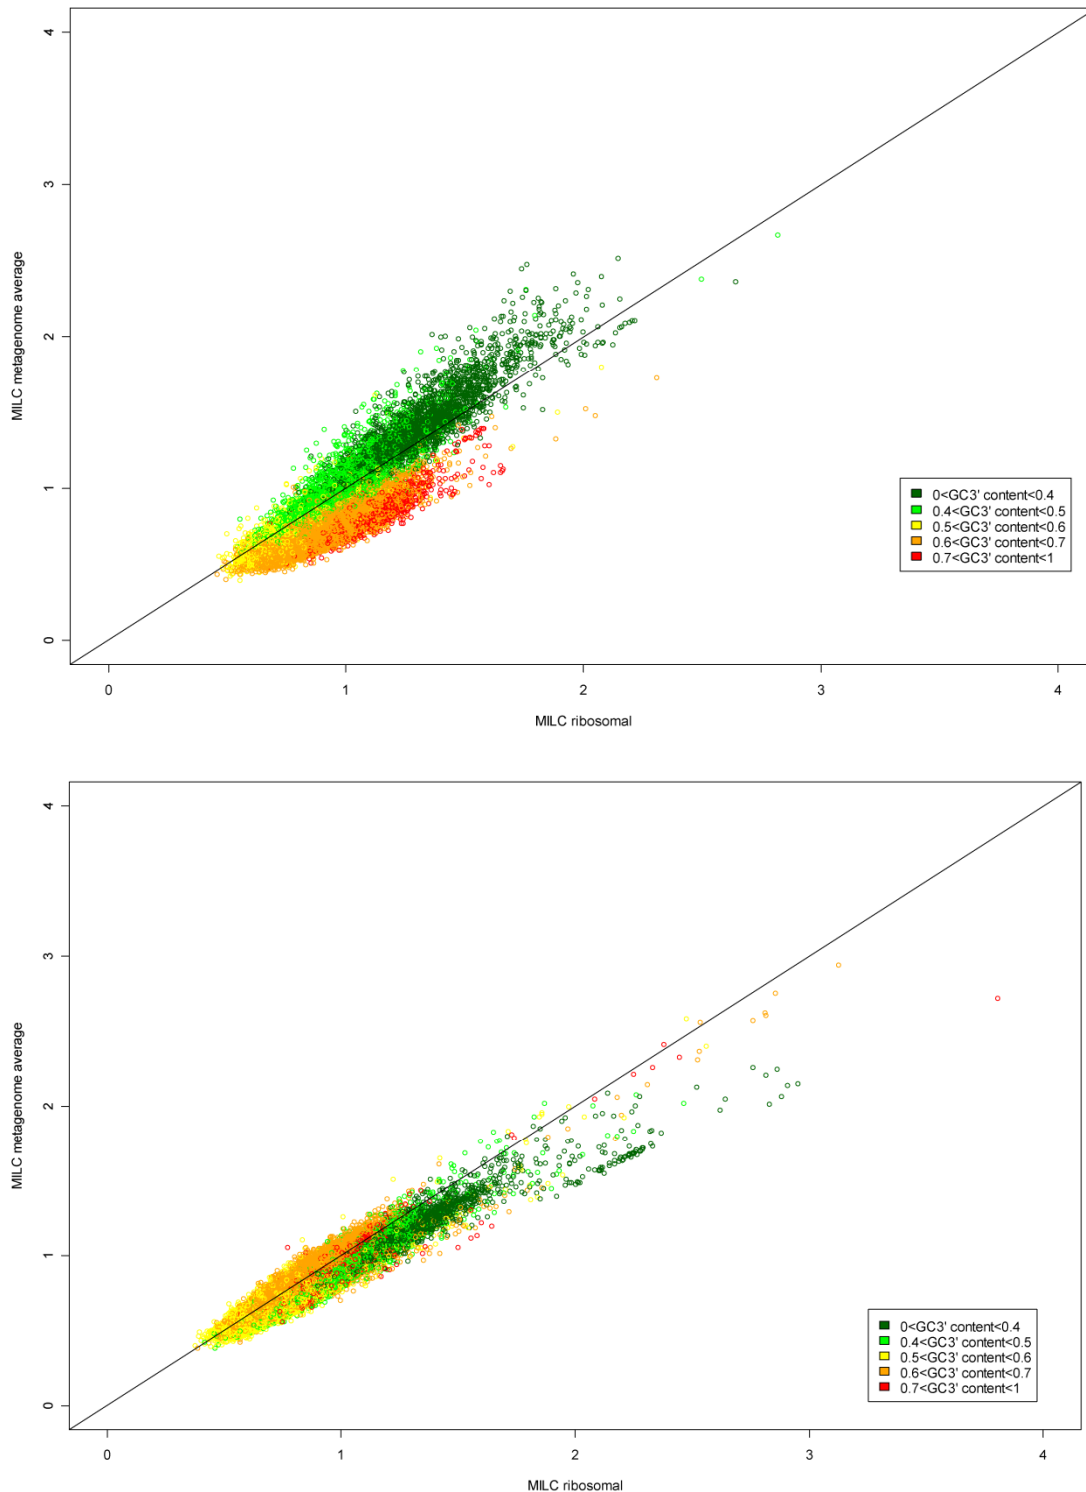 4
3
2
1
0
MILC metagenome average
0<GC3' content<0.4
0.4<GC3' content<0.5
0.5<GC3' content<0.6
0.6<GC3' content<0.7
0.7<GC3' content<1
0 1 2 3 4
MILC ribosomal
4
3
2
1
0
MILC metagenome average
0<GC3' content<0.4
0.4<GC3' content<0.5
0.5<GC3' content<0.6
0.6<GC3' content<0.7
0.7<GC3' content<1
0 1 2 3 4
MILC ribosomal